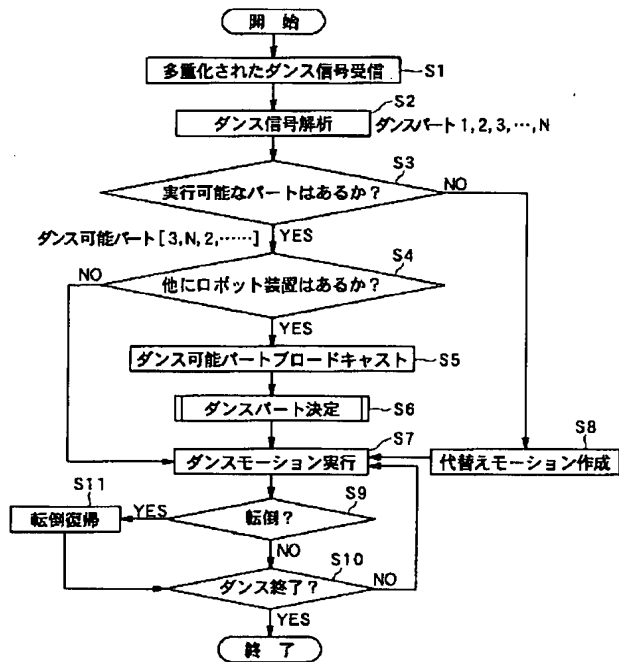 開 始
多重化されたダンス信号受信
S1
S2
ダンス信号解析
ダンスパート 1, 2, 3, …, N
S3
実行可能なパートはあるか?
NO
YES
ダンス可能パート [3, N, 2, ……]
S4
NO
他にロボット装置はあるか?
YES
ダンス可能パートブロードキャスト
S5
ダンスパート決定
S6
S7
ダンスモーション実行
S8
代替えモーション作成
S11
転倒復帰
YES
S9
転倒?
NO
S10
ダンス終了?
NO
YES
終 了